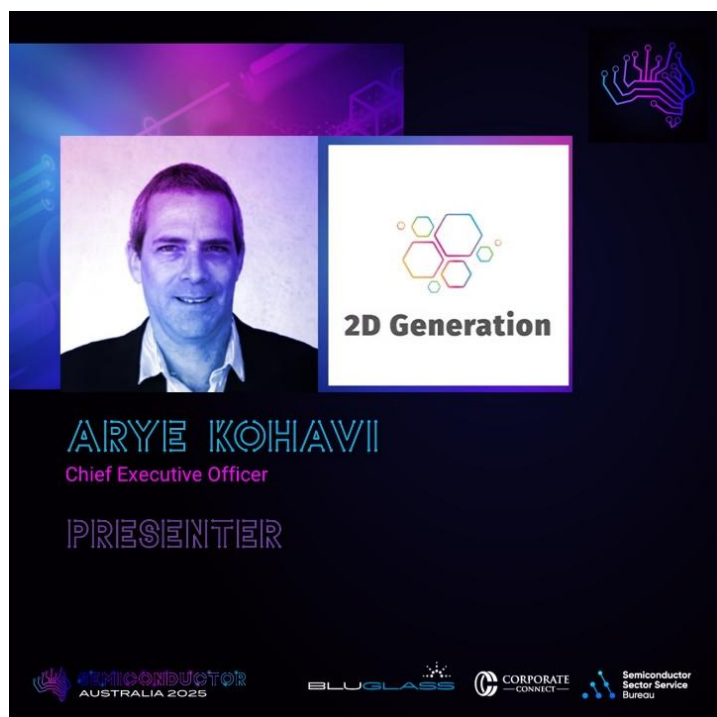 2D Generation
ARYE KOHAVI
Chief Executive Officer
PRESENTER
SEMICONDUCTOR
AUSTRALIA 2025
BLUGLASS
CORPORATE
CONNECT
Semiconductor
Sector Service
Bureau